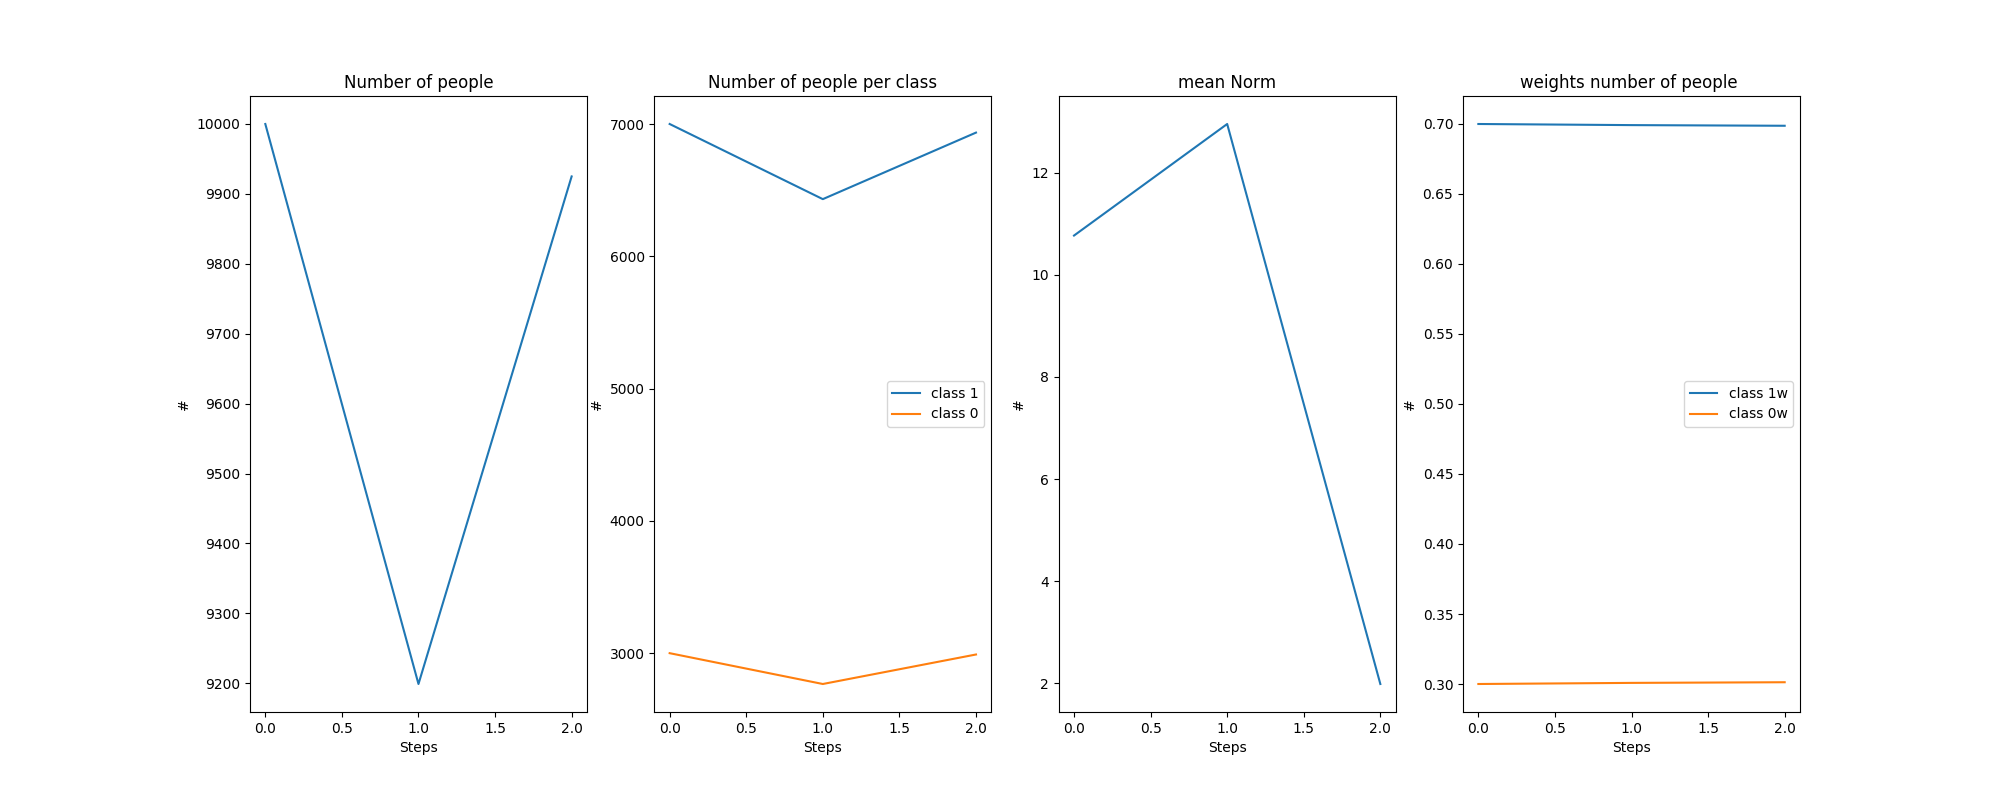 Number of people
10000
9900
9800
9700
9600
9500
9400
9300
9200
#
0.0 0.5 1.0 1.5 2.0
Steps
Number of people per class
7000
6000
5000
4000
3000
#
class 1
class 0
0.0 0.5 1.0 1.5 2.0
Steps
mean Norm
12
10
8
6
4
2
#
0.0 0.5 1.0 1.5 2.0
Steps
weights number of people
0.70
0.65
0.60
0.55
0.50
0.45
0.40
0.35
0.30
#
class 1w
class 0w
0.0 0.5 1.0 1.5 2.0
Steps